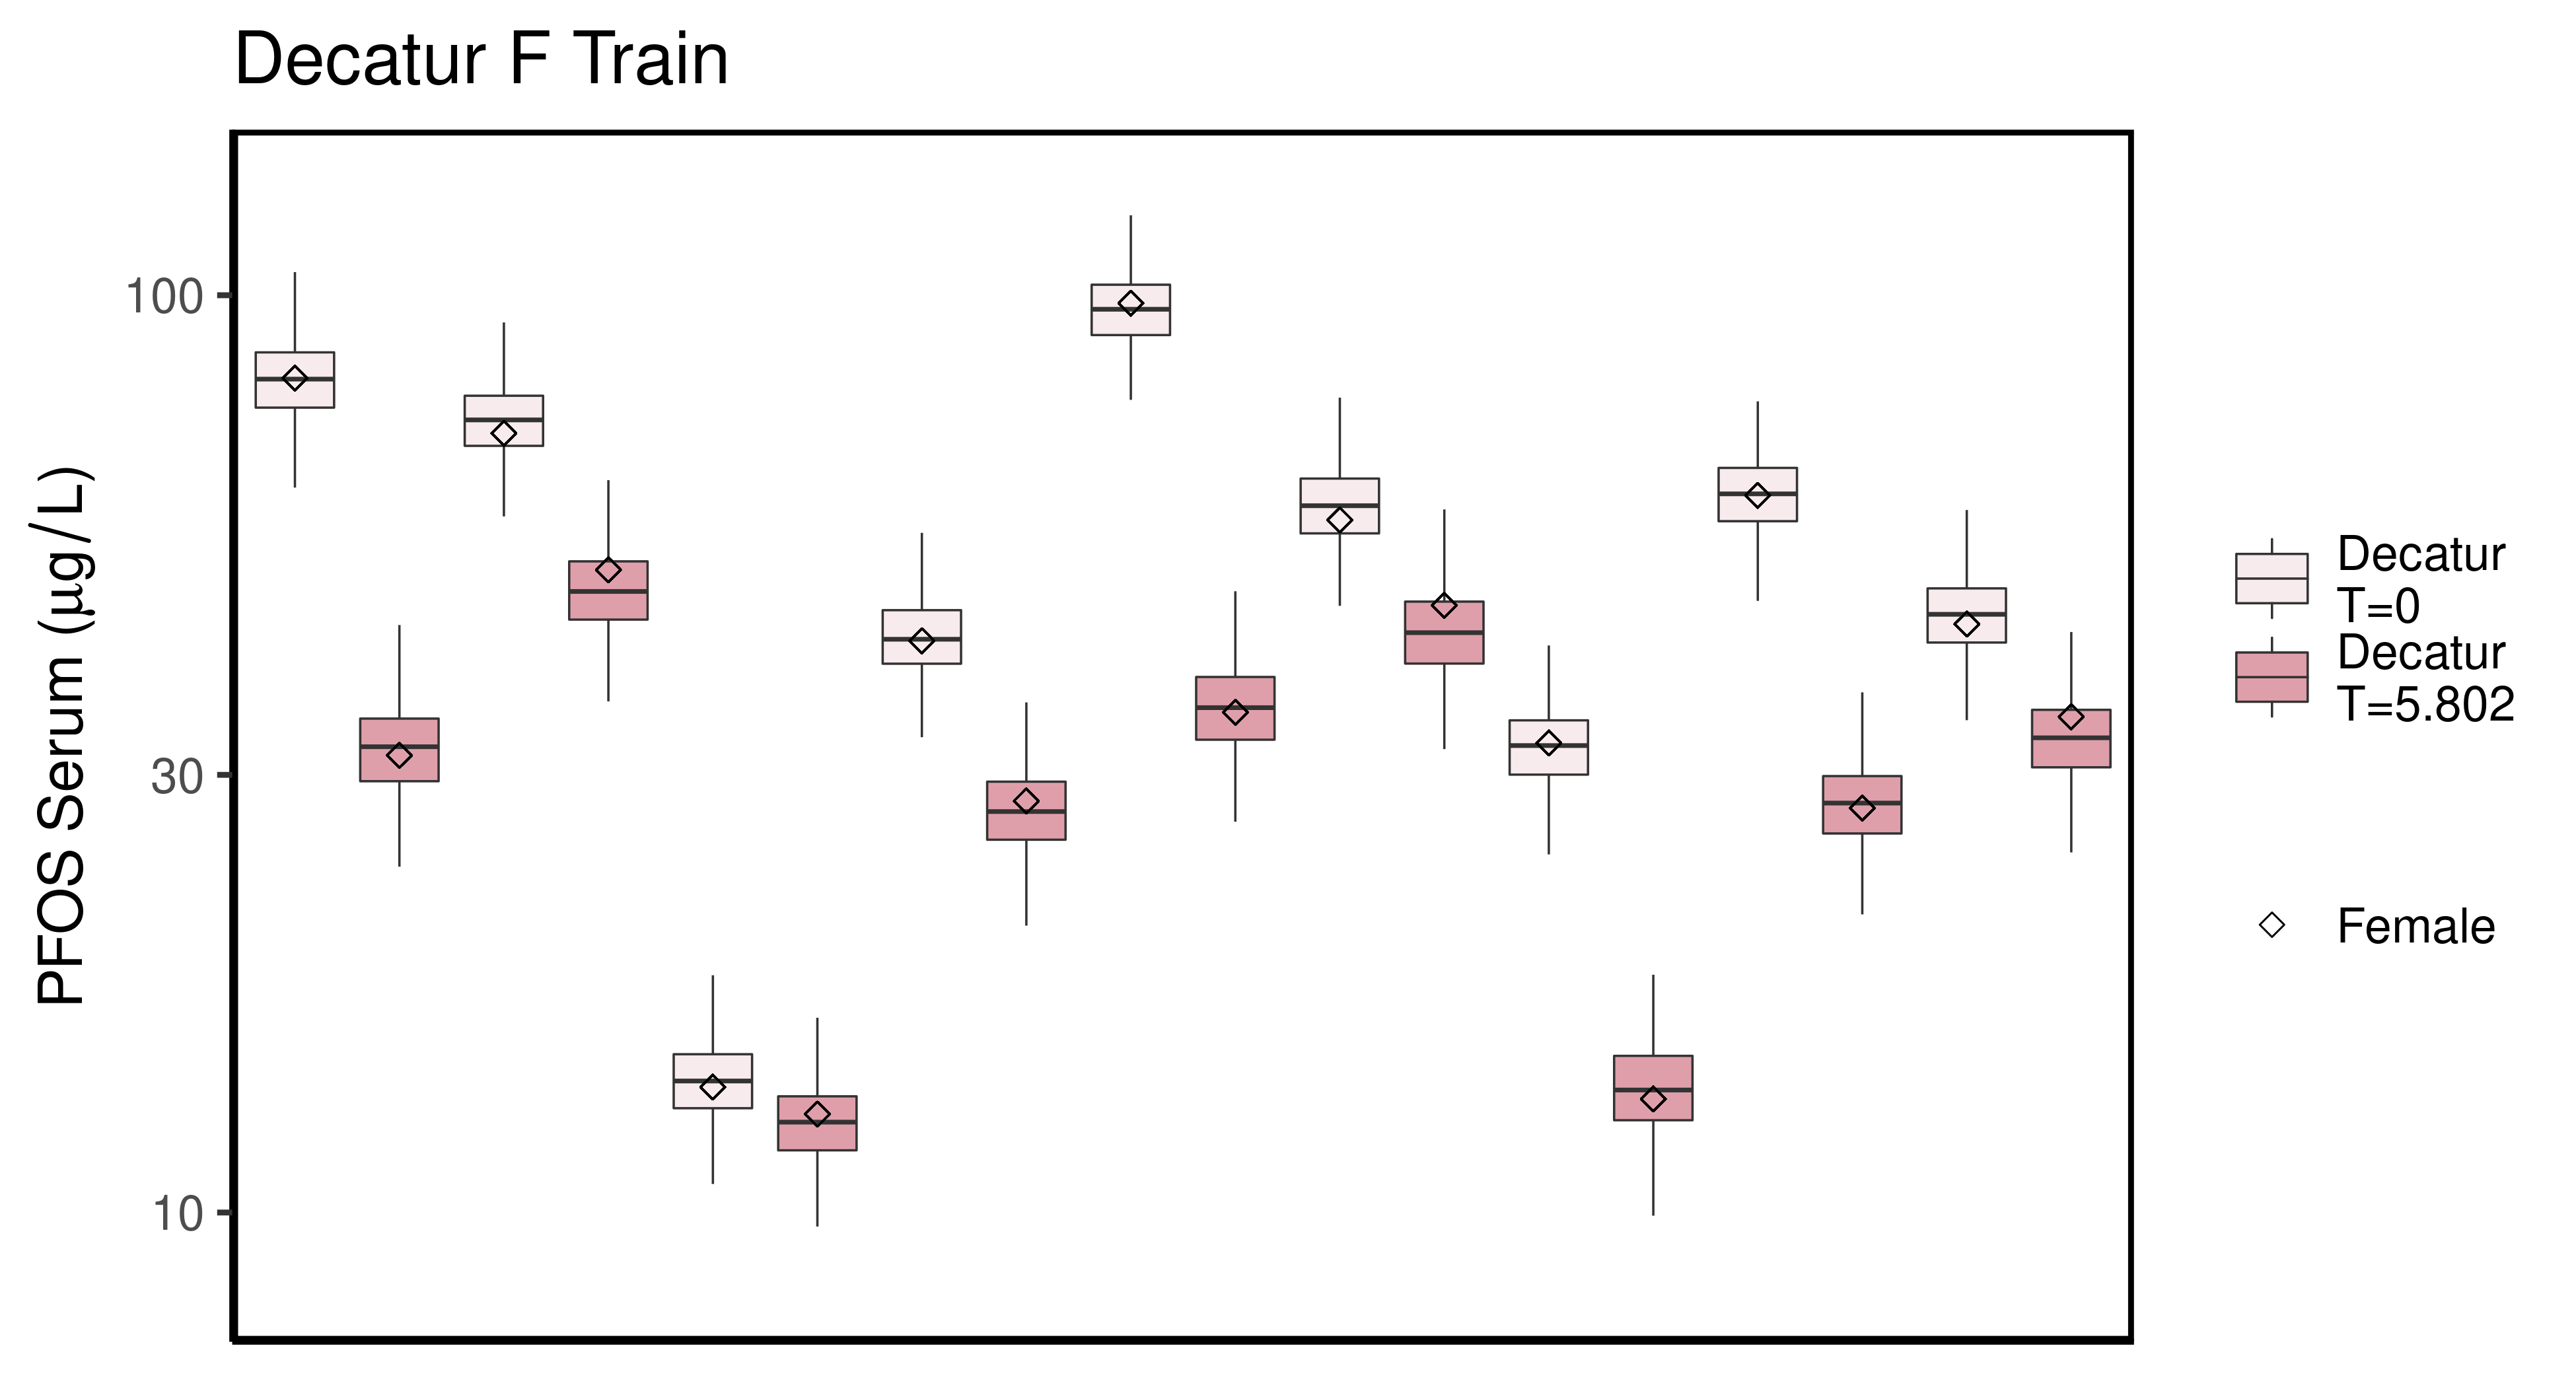 Decatur F Train
PFOS Serum (μg/L)
100
30
10
Decatur
T=0
Decatur
T=5.802
Female